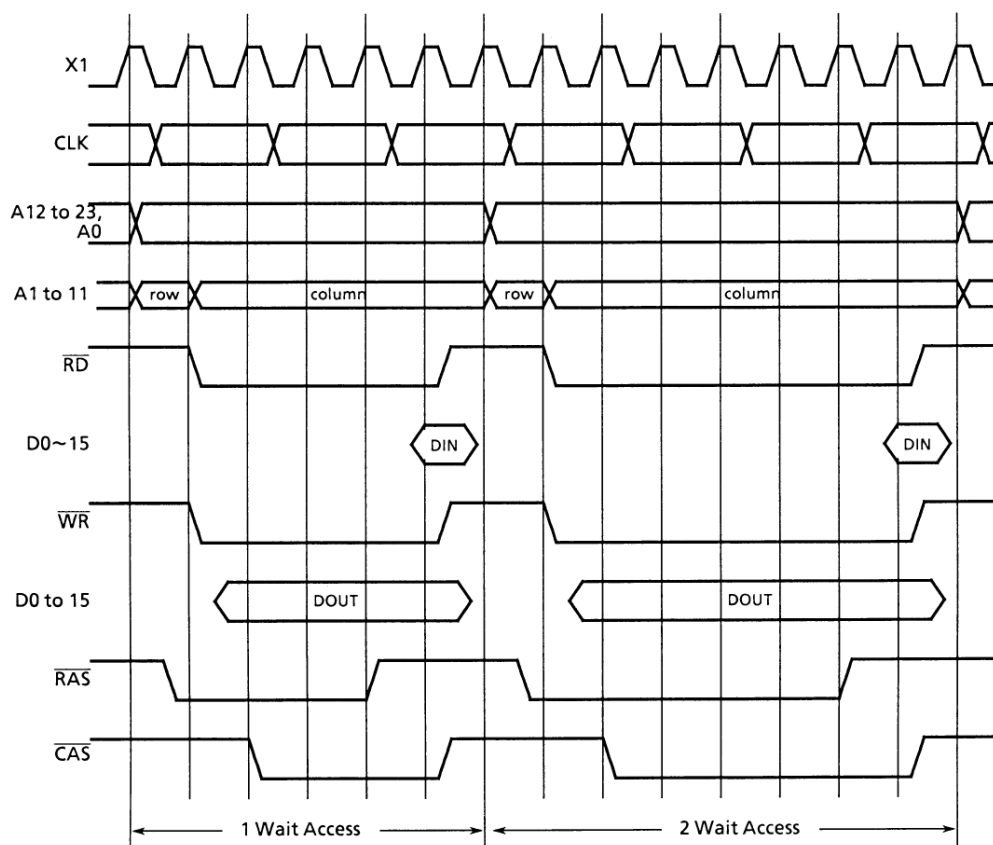 X1
CLK
A12 to 23,
A0
A1 to 11
row
column
row
column
RD
D0~15
DIN
DIN
WR
D0 to 15
DOUT
DOUT
RAS
CAS
1 Wait Access
2 Wait Access